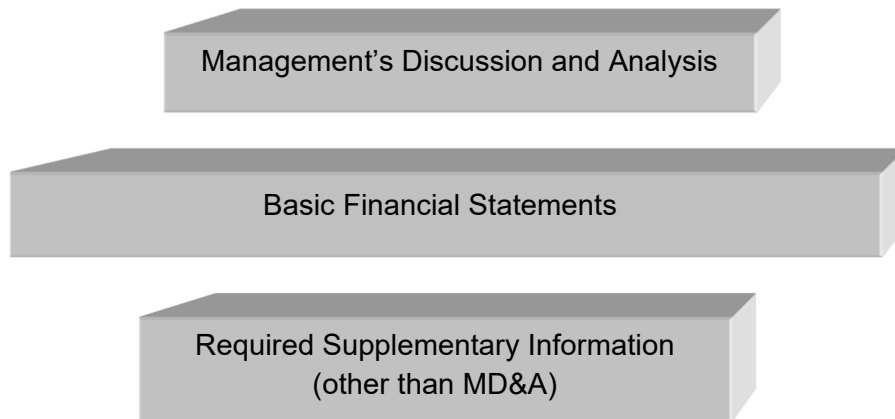 Management’s Discussion and Analysis
Basic Financial Statements
Required Supplementary Information
(other than MD&A)